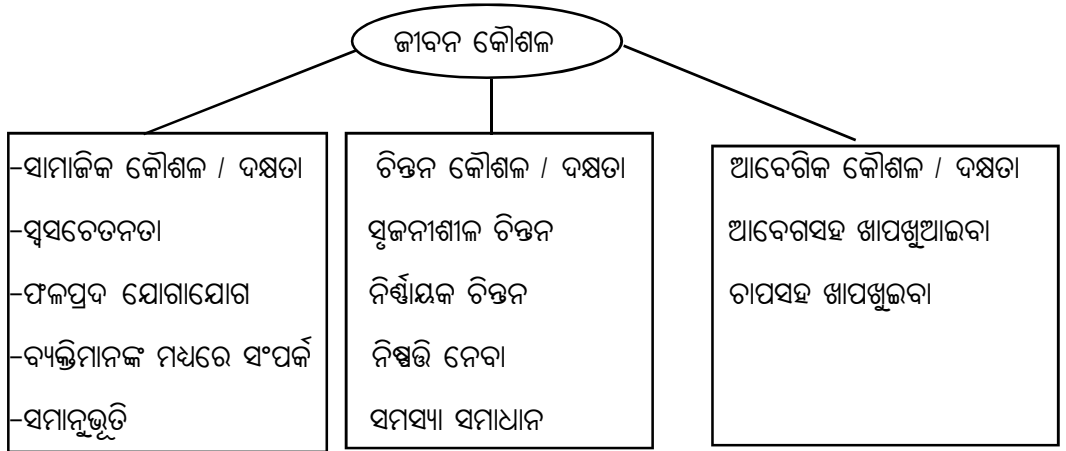 ଜୀବନ କୌଶଳ
–ସାମାଜିକ କୌଶଳ / ଦକ୍ଷତା
–ସ୍ୱସଚେତନତା
–ଫଳପ୍ରଦ ଯୋଗାଯୋଗ
–ବ୍ୟକ୍ତିମାନଙ୍କ ମଧ୍ୟରେ ସଂପର୍କ
–ସମାନୁଭୂତି
ଚିନ୍ତନ କୌଶଳ / ଦକ୍ଷତା
ସୃଜନୀଶୀଳ ଚିନ୍ତନ
ନିର୍ଣ୍ଣାୟକ ଚିନ୍ତନ
ନିଷ୍ପତ୍ତି ନେବା
ସମସ୍ୟା ସମାଧାନ
ଆବେଗିକ କୌଶଳ / ଦକ୍ଷତା
ଆବେଗସହ ଖାପଖୁଆଇବା
ଚାପସହ ଖାପଖୁଇବା